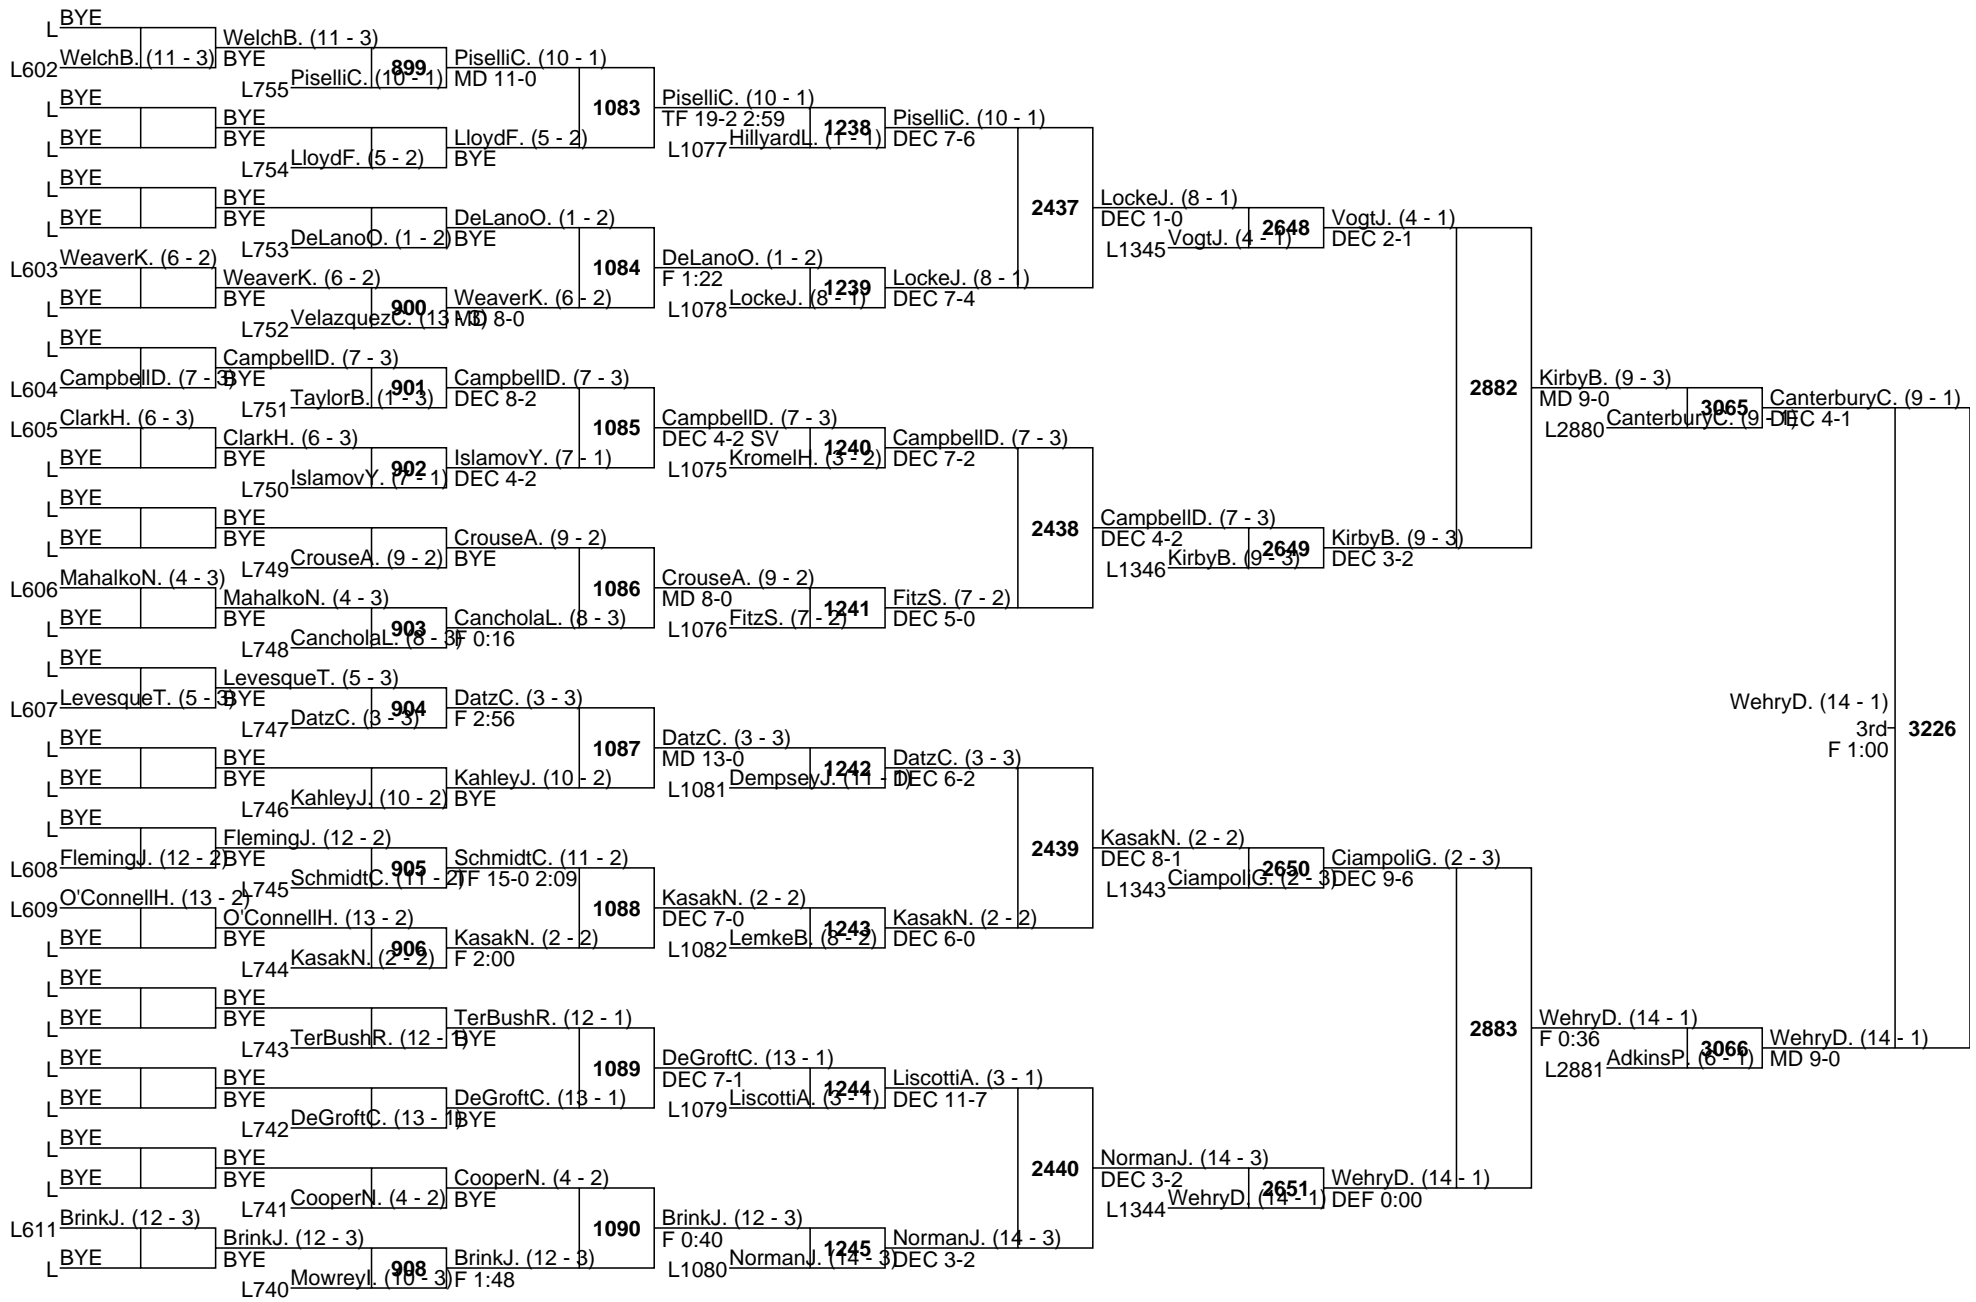 BYE
L
WelchB. (11 - 3)
L602
WelchB. (11 - 3)
BYE
899
L755
PiselliC. (10 - 1)
PiselliC. (10 - 1)
MD 11-0
BYE
L
BYE
L
BYE
BYE
L754
LloydF. (5 - 2)
LloydF. (5 - 2)
BYE
1083
PiselliC. (10 - 1)
TF 19-2 2:59
1238
L1077
HillyardL. (1 - 1)
PiselliC. (10 - 1)
DEC 7-6
BYE
L
BYE
L
BYE
BYE
L753
DeLanoO. (1 - 2)
DeLanoO. (1 - 2)
BYE
L603
WeaverK. (6 - 2)
BYE
L
WeaverK. (6 - 2)
BYE
900
L752
VelazquezC. (13 - 3)
WeaverK. (6 - 2)
MD 8-0
1084
DeLanoO. (1 - 2)
F 1:22
1239
L1078
LockeJ. (8 - 1)
LockeJ. (8 - 1)
DEC 7-4
2437
LockeJ. (8 - 1)
DEC 1-0
2648
L1345
VogtJ. (4 - 1)
VogtJ. (4 - 1)
DEC 2-1
BYE
L
L604
CampbellD. (7 - 3)
CampbellD. (7 - 3)
BYE
901
L751
TaylorB. (1 - 3)
CampbellD. (7 - 3)
DEC 8-2
L605
ClarkH. (6 - 3)
BYE
L
ClarkH. (6 - 3)
BYE
902
L750
IslamovY. (7 - 1)
IslamovY. (7 - 1)
DEC 4-2
1085
CampbellD. (7 - 3)
DEC 4-2 SV
1240
L1075
KromelH. (3 - 2)
CampbellD. (7 - 3)
DEC 7-2
BYE
L
BYE
L
BYE
BYE
L749
CrouseA. (9 - 2)
CrouseA. (9 - 2)
BYE
L606
MahalkoN. (4 - 3)
BYE
L
MahalkoN. (4 - 3)
BYE
903
L748
CancholaL. (8 - 3)
CancholaL. (8 - 3)
F 0:16
1086
CrouseA. (9 - 2)
MD 8-0
1241
L1076
FitzS. (7 - 2)
FitzS. (7 - 2)
DEC 5-0
2438
CampbellD. (7 - 3)
DEC 4-2
2649
L1346
KirbyB. (9 - 3)
KirbyB. (9 - 3)
DEC 3-2
2882
KirbyB. (9 - 3)
MD 9-0
3065
L2880
CanterburyC. (9 - 1)
CanterburyC. (9 - 1)
DEC 4-1
BYE
L
L607
LevesqueT. (5 - 3)
LevesqueT. (5 - 3)
BYE
904
L747
DatzC. (3 - 3)
DatzC. (3 - 3)
F 2:56
BYE
L
BYE
L
BYE
BYE
L746
KahleyJ. (10 - 2)
KahleyJ. (10 - 2)
BYE
1087
DatzC. (3 - 3)
MD 13-0
1242
L1081
DempseyJ. (11 - 1)
DatzC. (3 - 3)
DEC 6-2
BYE
L
L608
FlemingJ. (12 - 2)
FlemingJ. (12 - 2)
BYE
905
L745
SchmidtC. (11 - 2)
SchmidtC. (11 - 2)
TF 15-0 2:09
L609
O'ConnellH. (13 - 2)
BYE
L
O'ConnellH. (13 - 2)
BYE
906
L744
KasakN. (2 - 2)
KasakN. (2 - 2)
F 2:00
1088
KasakN. (2 - 2)
DEC 7-0
1243
L1082
LemkeB. (8 - 2)
KasakN. (2 - 2)
DEC 6-0
2439
KasakN. (2 - 2)
DEC 8-1
2650
L1343
CiampoliG. (2 - 3)
CiampoliG. (2 - 3)
DEC 9-6
BYE
L
BYE
L
BYE
BYE
L743
TerBushR. (12 - 1)
TerBushR. (12 - 1)
BYE
BYE
L
BYE
L
BYE
BYE
L742
DeGroftC. (13 - 1)
DeGroftC. (13 - 1)
BYE
1089
DeGroftC. (13 - 1)
DEC 7-1
1244
L1079
LiscottiA. (3 - 1)
LiscottiA. (3 - 1)
DEC 11-7
BYE
L
BYE
L
BYE
BYE
L741
CooperN. (4 - 2)
CooperN. (4 - 2)
BYE
L611
BrinkJ. (12 - 3)
BYE
L
BrinkJ. (12 - 3)
BYE
908
L740
MowreyI. (10 - 3)
BrinkJ. (12 - 3)
F 1:48
1090
BrinkJ. (12 - 3)
F 0:40
1245
L1080
NormanJ. (14 - 3)
NormanJ. (14 - 3)
DEC 3-2
2440
NormanJ. (14 - 3)
DEC 3-2
2651
L1344
WehryD. (14 - 1)
WehryD. (14 - 1)
DEF 0:00
2883
WehryD. (14 - 1)
F 0:36
3066
L2881
AdkinsP. (6 - 1)
WehryD. (14 - 1)
MD 9-0
WehryD. (14 - 1)
3rd
F 1:00
3226